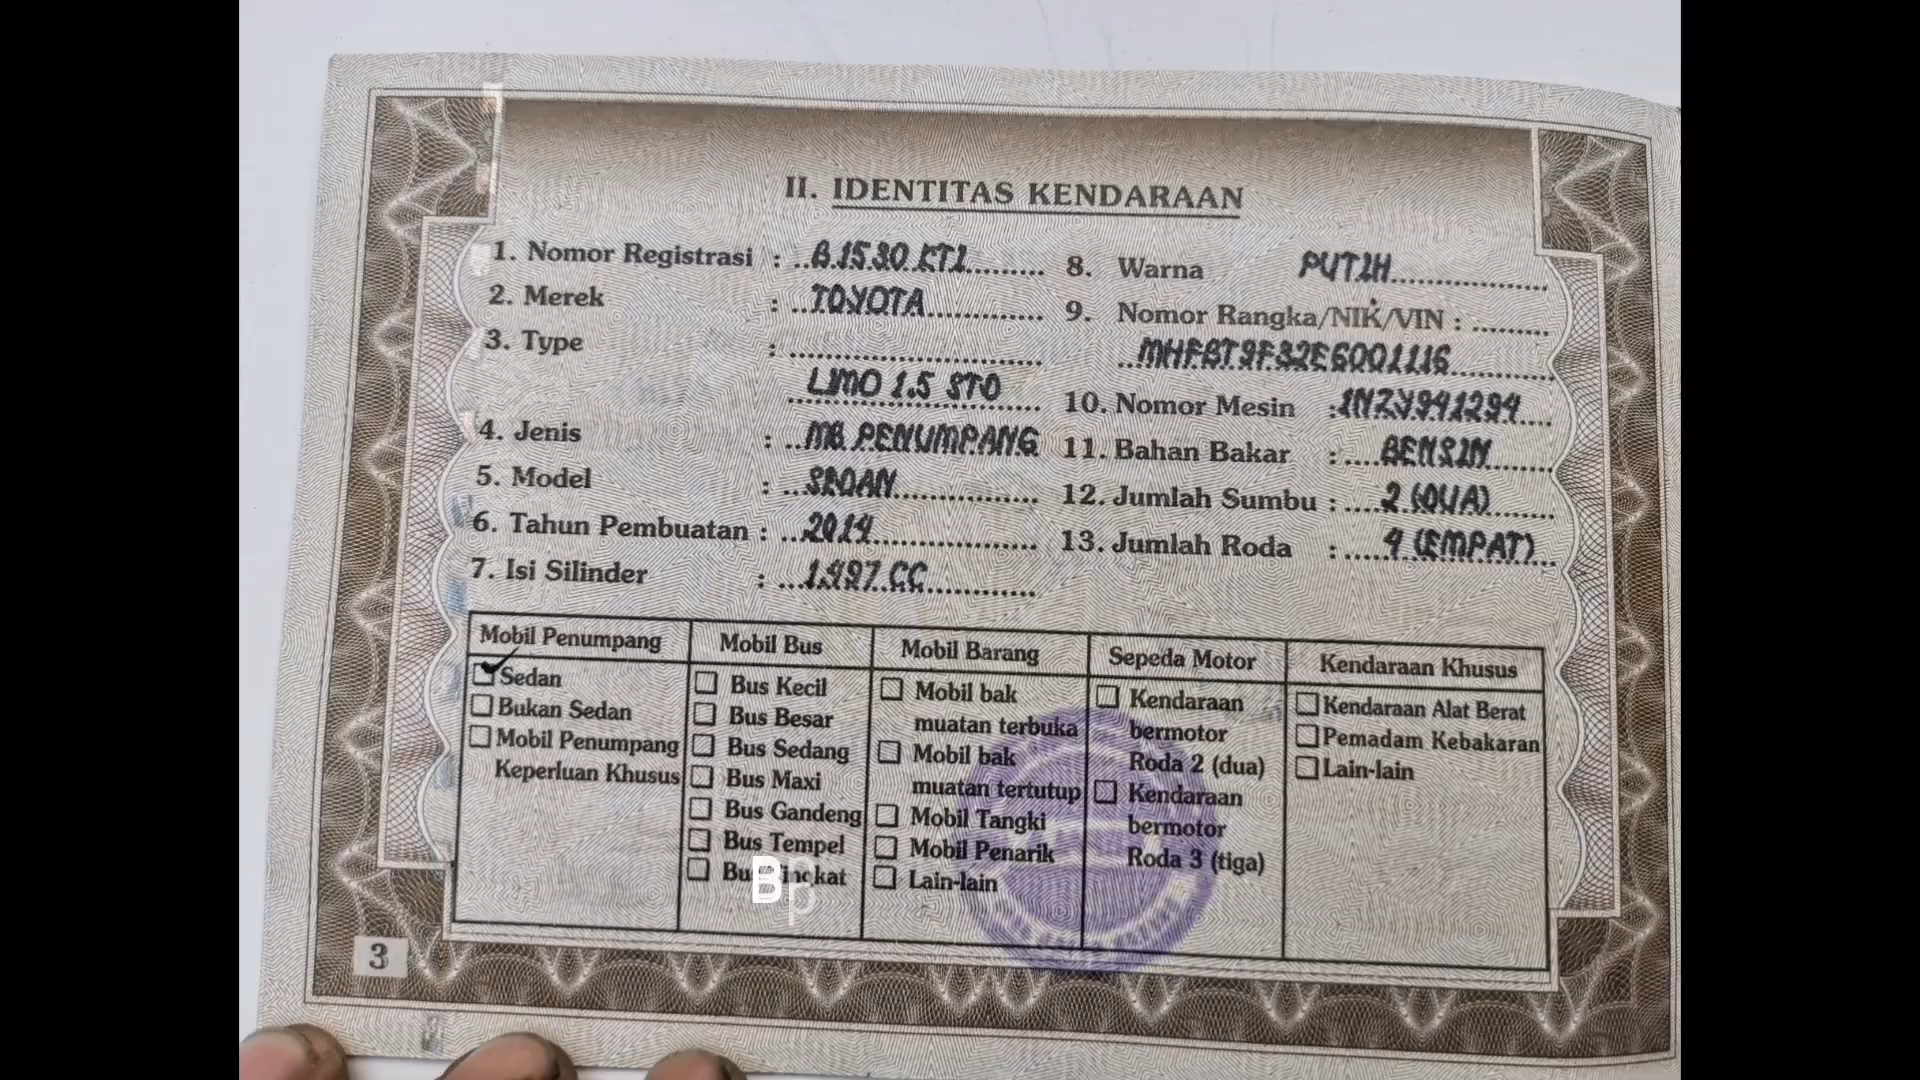 II. IDENTITAS KENDARAAN
1. Nomor Registrasi : B 1530 KTI
2. Merek : TOYOTA
3. Type :
LIMO 1.5 STD
4. Jenis : MB. PENUMPANG
5. Model : SEDAN
6. Tahun Pembuatan : 2014
7. Isi Silinder : 1.497 CC
8. Warna PUTIH
9. Nomor Rangka/NIK/VIN :
MHFBT9F32E6001116
10. Nomor Mesin : 1NZY941294
11. Bahan Bakar : BENSIN
12. Jumlah Sumbu : 2 (DUA)
13. Jumlah Roda : 4 (EMPAT)
Mobil Penumpang
Sedan
Bukan Sedan
Mobil Penumpang
Keperluan Khusus
Mobil Bus
Bus Kecil
Bus Besar
Bus Sedang
Bus Maxi
Bus Gandeng
Bus Tempel
Bus Tingkat
Mobil Barang
Mobil bak
muatan terbuka
Mobil bak
muatan tertutup
Mobil Tangki
Mobil Penarik
Lain-lain
Sepeda Motor
Kendaraan
bermotor
Roda 2 (dua)
Kendaraan
bermotor
Roda 3 (tiga)
Kendaraan Khusus
Kendaraan Alat Berat
Pemadam Kebakaran
Lain-lain
3
Bp